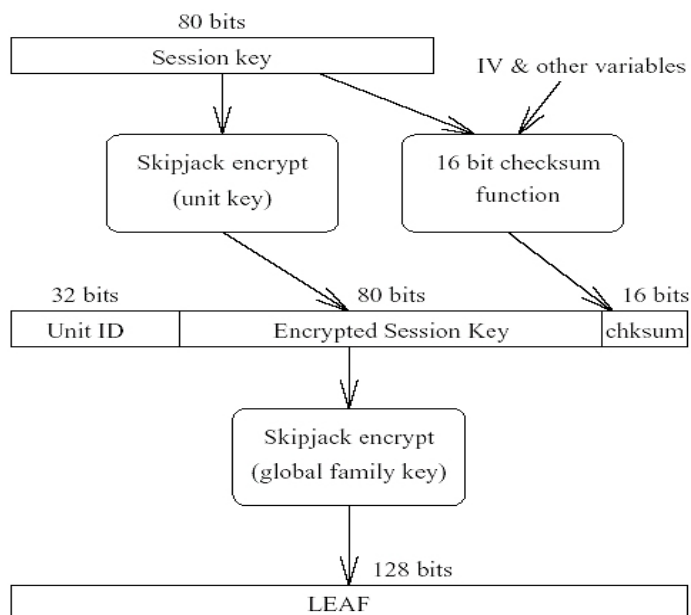 80 bits
Session key
IV & other variables
Skipjack encrypt
(unit key)
16 bit checksum
function
32 bits
80 bits
16 bits
Unit ID
Encrypted Session Key
chksum
Skipjack encrypt
(global family key)
128 bits
LEAF